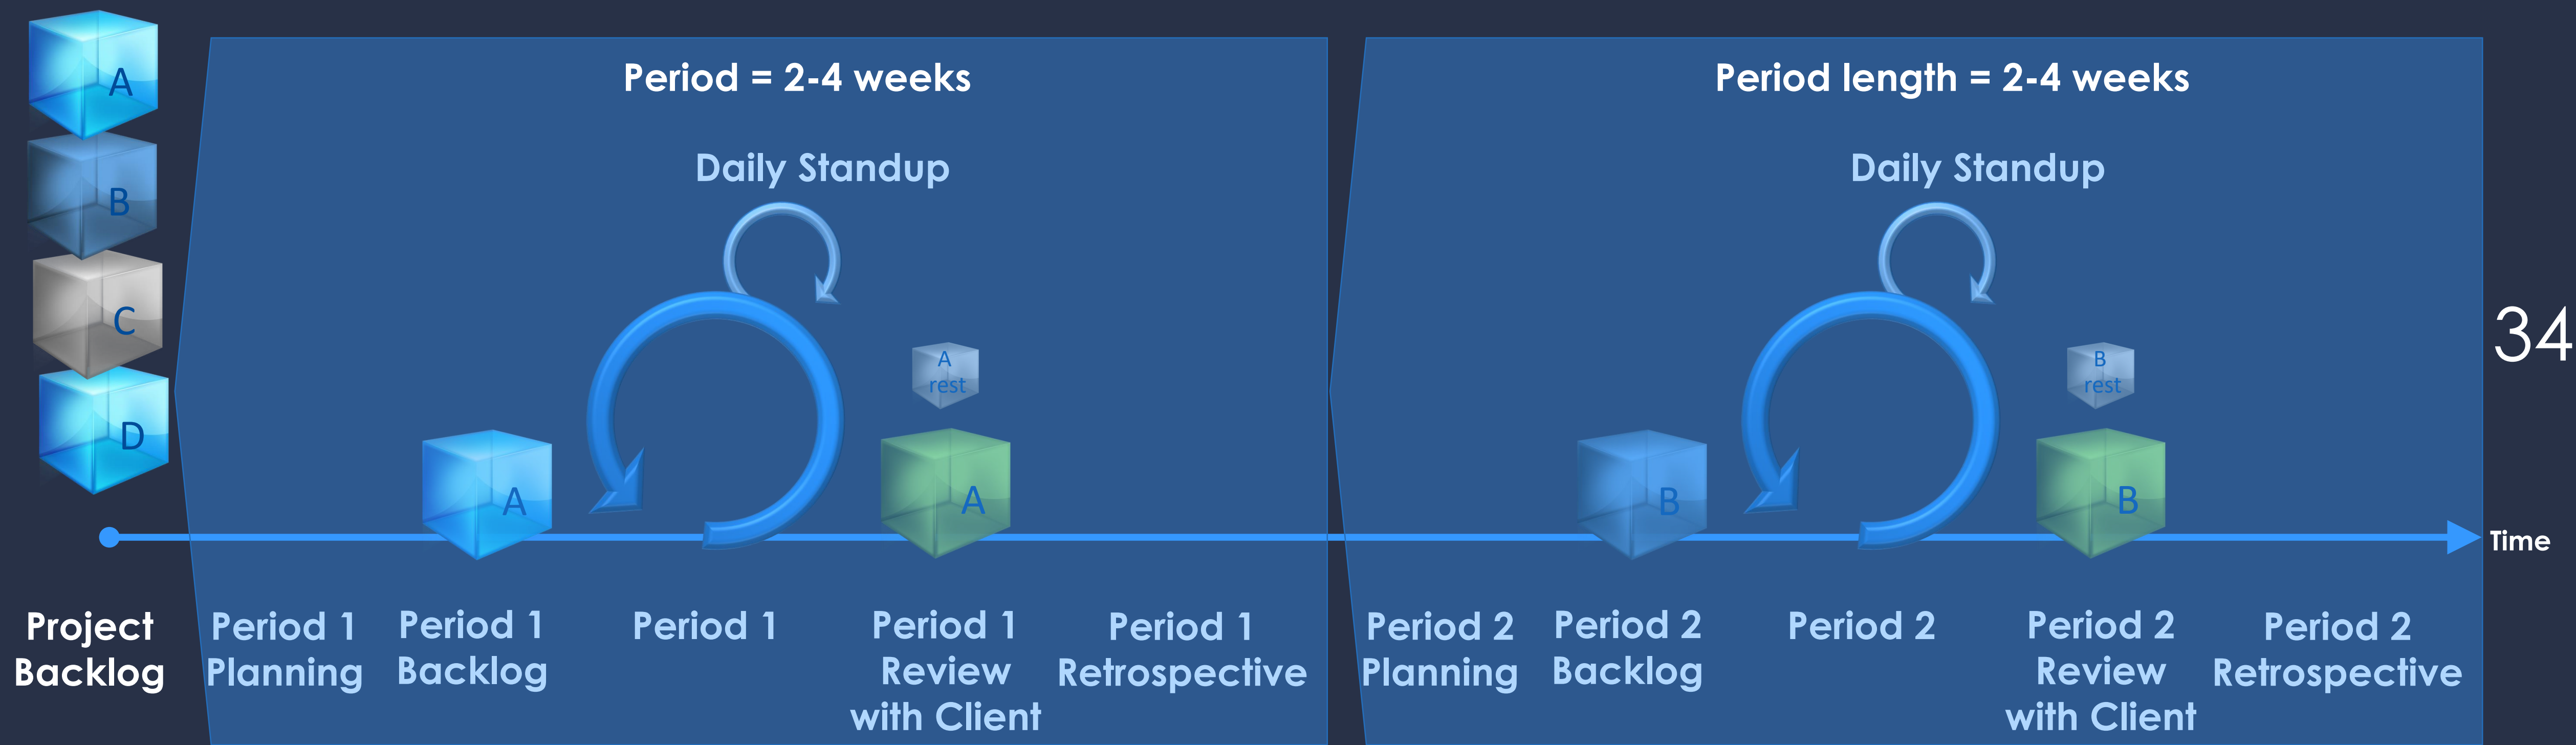 A
B
C
D
Project
Backlog
Period = 2-4 weeks
Daily Standup
A
rest
A
A
Period 1
Planning
Period 1
Backlog
Period 1
Period 1
Review
with Client
Period 1
Retrospective
Period length = 2-4 weeks
Daily Standup
B
rest
B
B
Period 2
Planning
Period 2
Backlog
Period 2
Period 2
Review
with Client
Period 2
Retrospective
34
Time